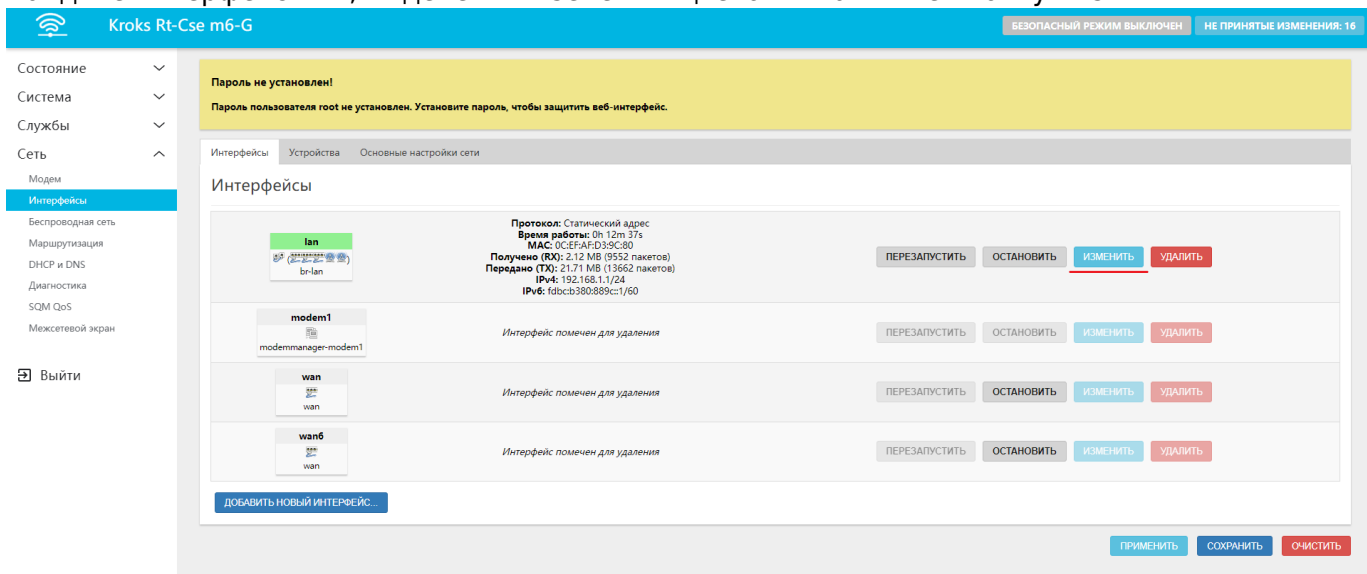 Kroks Rt-Cse m6-G
БЕЗОПАСНЫЙ РЕЖИМ ВЫКЛЮЧЕН
НЕ ПРИНЯТЫЕ ИЗМЕНЕНИЯ: 16
Состояние
Система
Службы
Сеть
Модем
Интерфейсы
Беспроводная сеть
Маршрутизация
DHCP и DNS
Диагностика
SQM QoS
Межсетевой экран
Выйти
Пароль не установлен!
Пароль пользователя root не установлен. Установите пароль, чтобы защитить веб-интерфейс.
Интерфейсы Устройства Основные настройки сети
Интерфейсы
lan
br-lan
Протокол: Статический адрес
Время работы: 0h 12m 37s
MAC: 0C:EF:AF:D3:9C:80
Получено (RX): 2.12 MB (9552 пакетов)
Передано (TX): 21.71 MB (13662 пакетов)
IPv4: 192.168.1.1/24
IPv6: fdbc:b380:889c::1/60
ПЕРЕЗАПУСТИТЬ ОСТАНОВИТЬ ИЗМЕНИТЬ УДАЛИТЬ
modem1
modemmanager-modem1
Интерфейс помечен для удаления
ПЕРЕЗАПУСТИТЬ ОСТАНОВИТЬ ИЗМЕНИТЬ УДАЛИТЬ
wan
wan
Интерфейс помечен для удаления
ПЕРЕЗАПУСТИТЬ ОСТАНОВИТЬ ИЗМЕНИТЬ УДАЛИТЬ
wan6
wan
Интерфейс помечен для удаления
ПЕРЕЗАПУСТИТЬ ОСТАНОВИТЬ ИЗМЕНИТЬ УДАЛИТЬ
ДОБАВИТЬ НОВЫЙ ИНТЕРФЕЙС...
ПРИМЕНИТЬ СОХРАНИТЬ ОЧИСТИТЬ